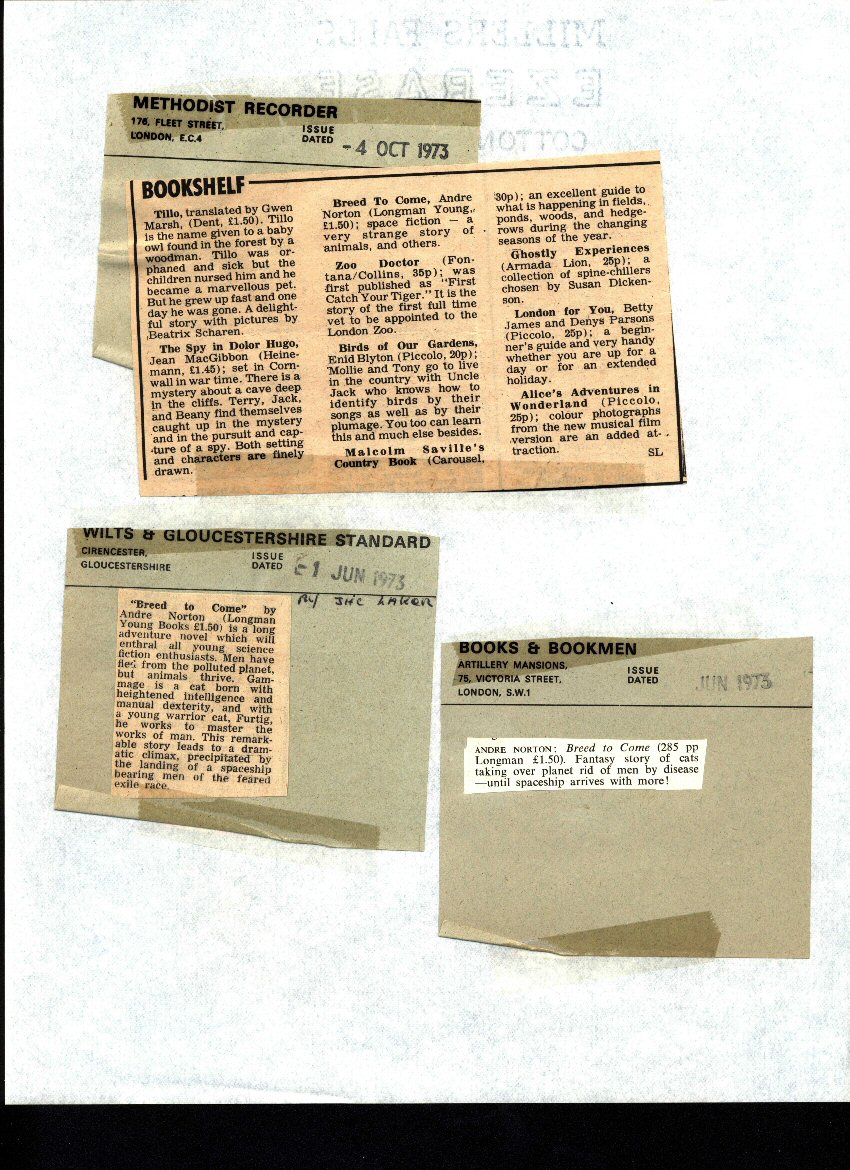 MILLERS FALLS
EZERASE
COTTON
METHODIST RECORDER
176, FLEET STREET,
LONDON, E.C.4
ISSUE
DATED
-4 OCT 1973
BOOKSHELF
Tillo, translated by Gwen
Marsh, (Dent, £1.50). Tillo
is the name given to a baby
owl found in the forest by a
woodman. Tillo was or-
phaned and sick but the
children nursed him and he
became a marvellous pet.
But he grew up fast and one
day he was gone. A delight-
ful story with pictures by
Beatrix Scharen.
The Spy in Dolor Hugo,
Jean MacGibbon (Heine-
mann, £1.45); set in Corn-
wall in war time. There is a
mystery about a cave deep
in the cliffs. Terry, Jack,
and Beany find themselves
caught up in the mystery
and in the pursuit and cap-
ture of a spy. Both setting
and characters are finely
drawn.
Breed To Come, Andre
Norton (Longman Young,
£1.50); space fiction — a
very strange story of
animals, and others.
Zoo Doctor (Fon-
tana/Collins, 35p); was
first published as "First
Catch Your Tiger." It is the
story of the first full time
vet to be appointed to the
London Zoo.
Birds of Our Gardens,
Enid Blyton (Piccolo, 20p);
Mollie and Tony go to live
in the country with Uncle
Jack who knows how to
identify birds by their
songs as well as by their
plumage. You too can learn
this and much else besides.
Malcolm Saville's
Country Book (Carousel,
30p); an excellent guide to
what is happening in fields,
ponds, woods, and hedge-
rows during the changing
seasons of the year.
Ghostly Experiences
(Armada Lion, 25p); a
collection of spine-chillers
chosen by Susan Dicken-
son.
London for You, Betty
James and Denys Parsons
(Piccolo, 25p); a begin-
ner's guide and very handy
whether you are up for a
day or for an extended
holiday.
Alice's Adventures in
Wonderland (Piccolo,
25p); colour photographs
from the new musical film
version are an added at-
traction.
SL
WILTS & GLOUCESTERSHIRE STANDARD
CIRENCESTER,
GLOUCESTERSHIRE
ISSUE
DATED
1 JUN 1973
"Breed to Come" by
Andre Norton (Longman
Young Books £1.50) is a long
adventure novel which will
enthral all young science
fiction enthusiasts. Men have
fled from the polluted planet,
but animals thrive. Gam-
mage is a cat born with
heightened intelligence and
manual dexterity, and with
a young warrior cat, Furtig,
he works to master the
works of man. This remark-
able story leads to a dram-
atic climax, precipitated by
the landing of a spaceship
bearing men of the feared
exile race.
BOOKS & BOOKMEN
ARTILLERY MANSIONS,
75, VICTORIA STREET,
LONDON, S.W.1
ISSUE
DATED
JUN 1973
ANDRE NORTON: Breed to Come (285 pp
Longman £1.50). Fantasy story of cats
taking over planet rid of men by disease
—until spaceship arrives with more!